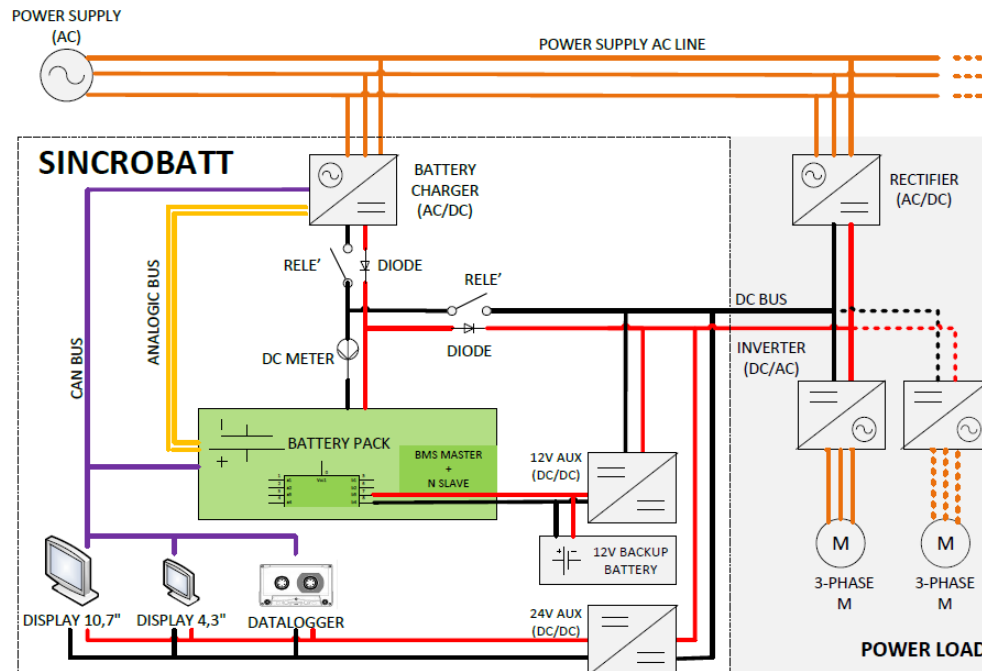 POWER SUPPLY
(AC)
POWER SUPPLY AC LINE
SINCROBATT
BATTERY
CHARGER
(AC/DC)
RECTIFIER
(AC/DC)
CAN BUS
ANALOGIC BUS
RELE'
DIODE
RELE'
DC BUS
DC METER
DIODE
INVERTER
(DC/AC)
BATTERY PACK
BMS MASTER
+
N SLAVE
12V AUX
(DC/DC)
12V BACKUP
BATTERY
M
M
3-PHASE
M
3-PHASE
M
DISPLAY 10,7"
DISPLAY 4,3"
DATALOGGER
24V AUX
(DC/DC)
POWER LOAD